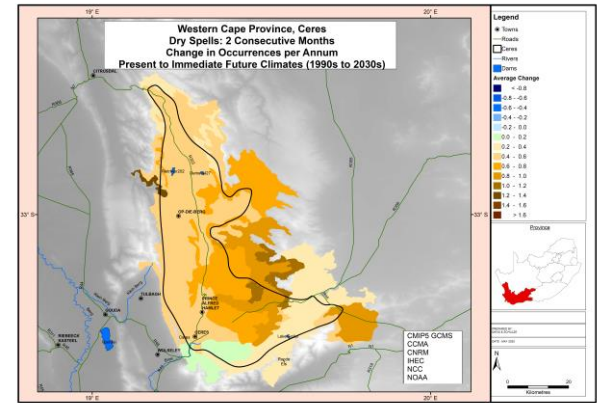 Western Cape Province, Ceres
Dry Spells: 2 Consecutive Months
Change in Occurrences per Annum
Present to Immediate Future Climates (1990s to 2030s)
19° E
20° E
33° S
33° S
19° E
20° E
CITRUSDAL
OP-DIE-BERG
PRINCE
ALFRED
HAMLET
CERES
TULBAGH
GOUDA
WOLSELEY
RIEBEECK
KASTEEL
CMIP5 GCMS
CCMA
CNRM
IHEC
NCC
NOAA
Legend
Towns
Roads
Ceres
Rivers
Dams
Average Change
< -0.8
-0.8 - -0.6
-0.6 - -0.4
-0.4 - -0.2
-0.2 - 0.0
0.0 - 0.2
0.2 - 0.4
0.4 - 0.6
0.6 - 0.8
0.8 - 1.0
1.0 - 1.2
1.2 - 1.4
1.4 - 1.6
> 1.6
Province
N
0
20
Kilometres